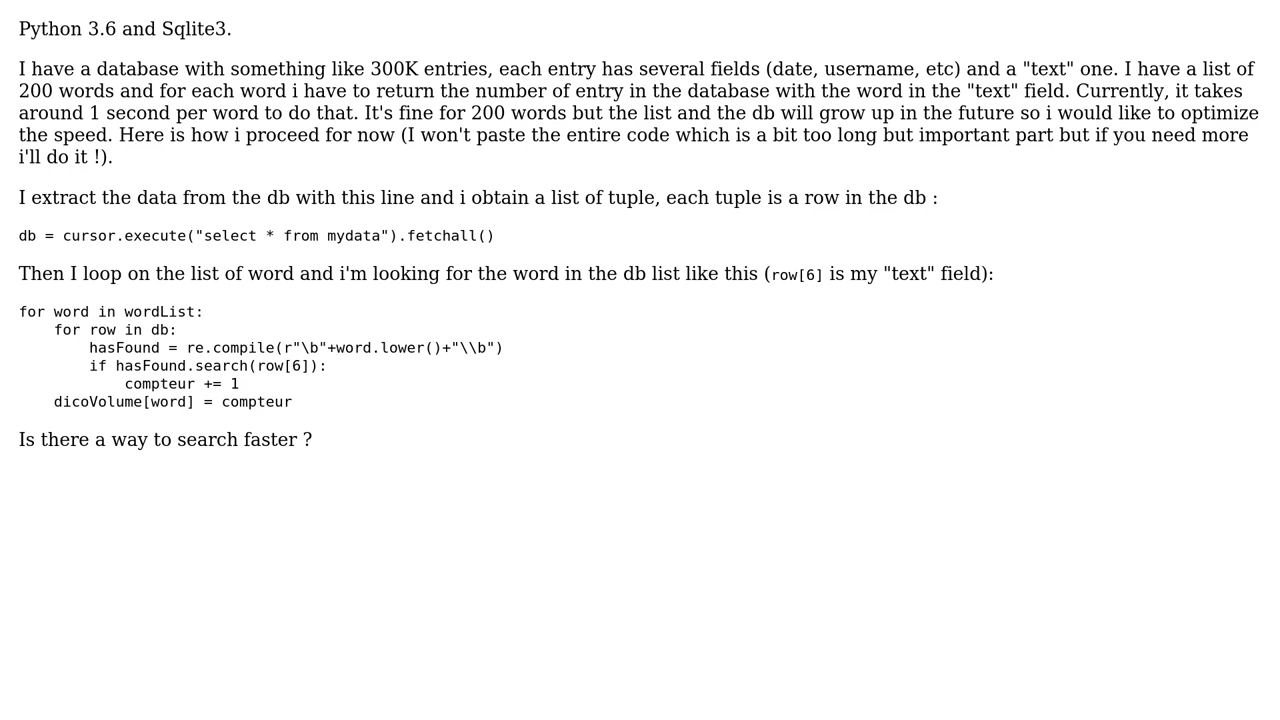 Python 3.6 and Sqlite3.
I have a database with something like 300K entries, each entry has several fields (date, username, etc) and a "text" one. I have a list of
200 words and for each word i have to return the number of entry in the database with the word in the "text" field. Currently, it takes
around 1 second per word to do that. It's fine for 200 words but the list and the db will grow up in the future so i would like to optimize
the speed. Here is how i proceed for now (I won't paste the entire code which is a bit too long but important part but if you need more
i'll do it !).
I extract the data from the db with this line and i obtain a list of tuple, each tuple is a row in the db :
db = cursor.execute("select * from mydata").fetchall()
Then I loop on the list of word and i'm looking for the word in the db list like this (row[6] is my "text" field):
for word in wordList:
    for row in db:
        hasFound = re.compile(r"\b"+word.lower()+"\\b")
        if hasFound.search(row[6]):
            compteur += 1
    dicoVolume[word] = compteur
Is there a way to search faster ?